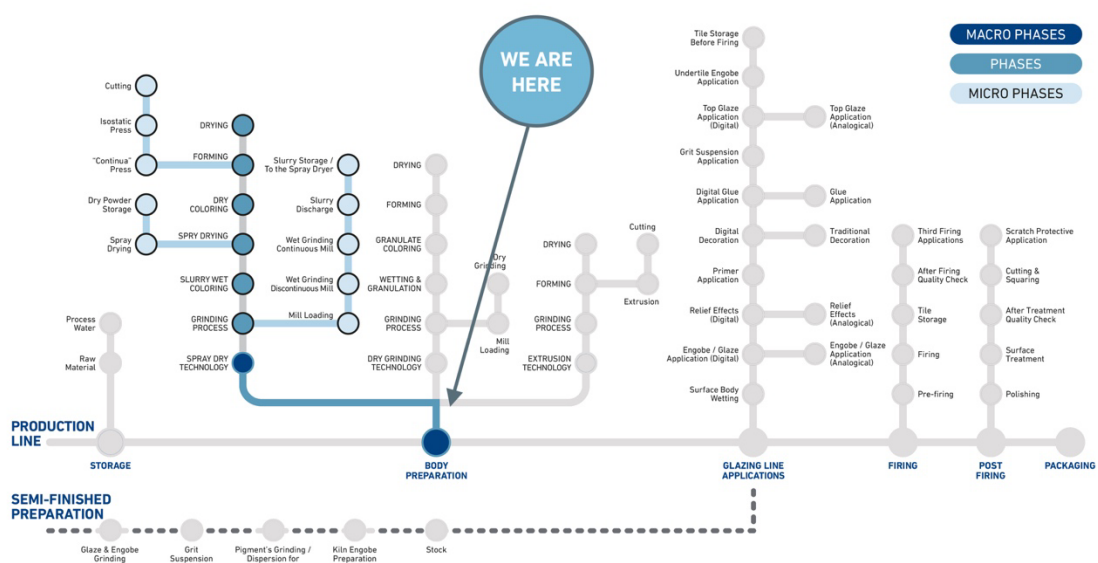 WE ARE
HERE
MACRO PHASES
PHASES
MICRO PHASES
Cutting
Isostatic
Press
"Continua"
Press
Dry Powder
Storage
Spray
Drying
DRYING
FORMING
DRY
COLORING
SPRY DRYING
SLURRY WET
COLORING
GRINDING
PROCESS
SPRAY DRY
TECHNOLOGY
Slurry Storage /
To the Spray Dryer
Slurry
Discharge
Wet Grinding
Continuous Mill
Wet Grinding
Discontinuous Mill
Mill Loading
DRYING
FORMING
GRANULATE
COLORING
WETTING &
GRANULATION
GRINDING
PROCESS
DRY GRINDING
TECHNOLOGY
Dry
Grinding
Mill
Loading
DRYING
FORMING
GRINDING
PROCESS
EXTRUSION
TECHNOLOGY
Cutting
Extrusion
Process
Water
Raw
Material
Tile Storage
Before Firing
Undertile Engobe
Application
Top Glaze
Application
(Digital)
Top Glaze
Application
(Analogical)
Grit Suspension
Application
Digital Glue
Application
Glue
Application
Digital
Decoration
Traditional
Decoration
Primer
Application
Relief Effects
(Digital)
Relief
Effects
(Analogical)
Engobe / Glaze
Application (Digital)
Engobe / Glaze
Application
(Analogical)
Surface Body
Wetting
Third Firing
Applications
After Firing
Quality Check
Tile
Storage
Firing
Pre-firing
Scratch Protective
Application
Cutting &
Squaring
After Treatment
Quality Check
Surface
Treatment
Polishing
PRODUCTION
LINE
STORAGE
BODY
PREPARATION
GLAZING LINE
APPLICATIONS
FIRING
POST
FIRING
PACKAGING
SEMI-FINISHED
PREPARATION
Glaze & Engobe
Grinding
Grit
Suspension
Pigment's Grinding /
Dispersion for
Kiln Engobe
Preparation
Stock